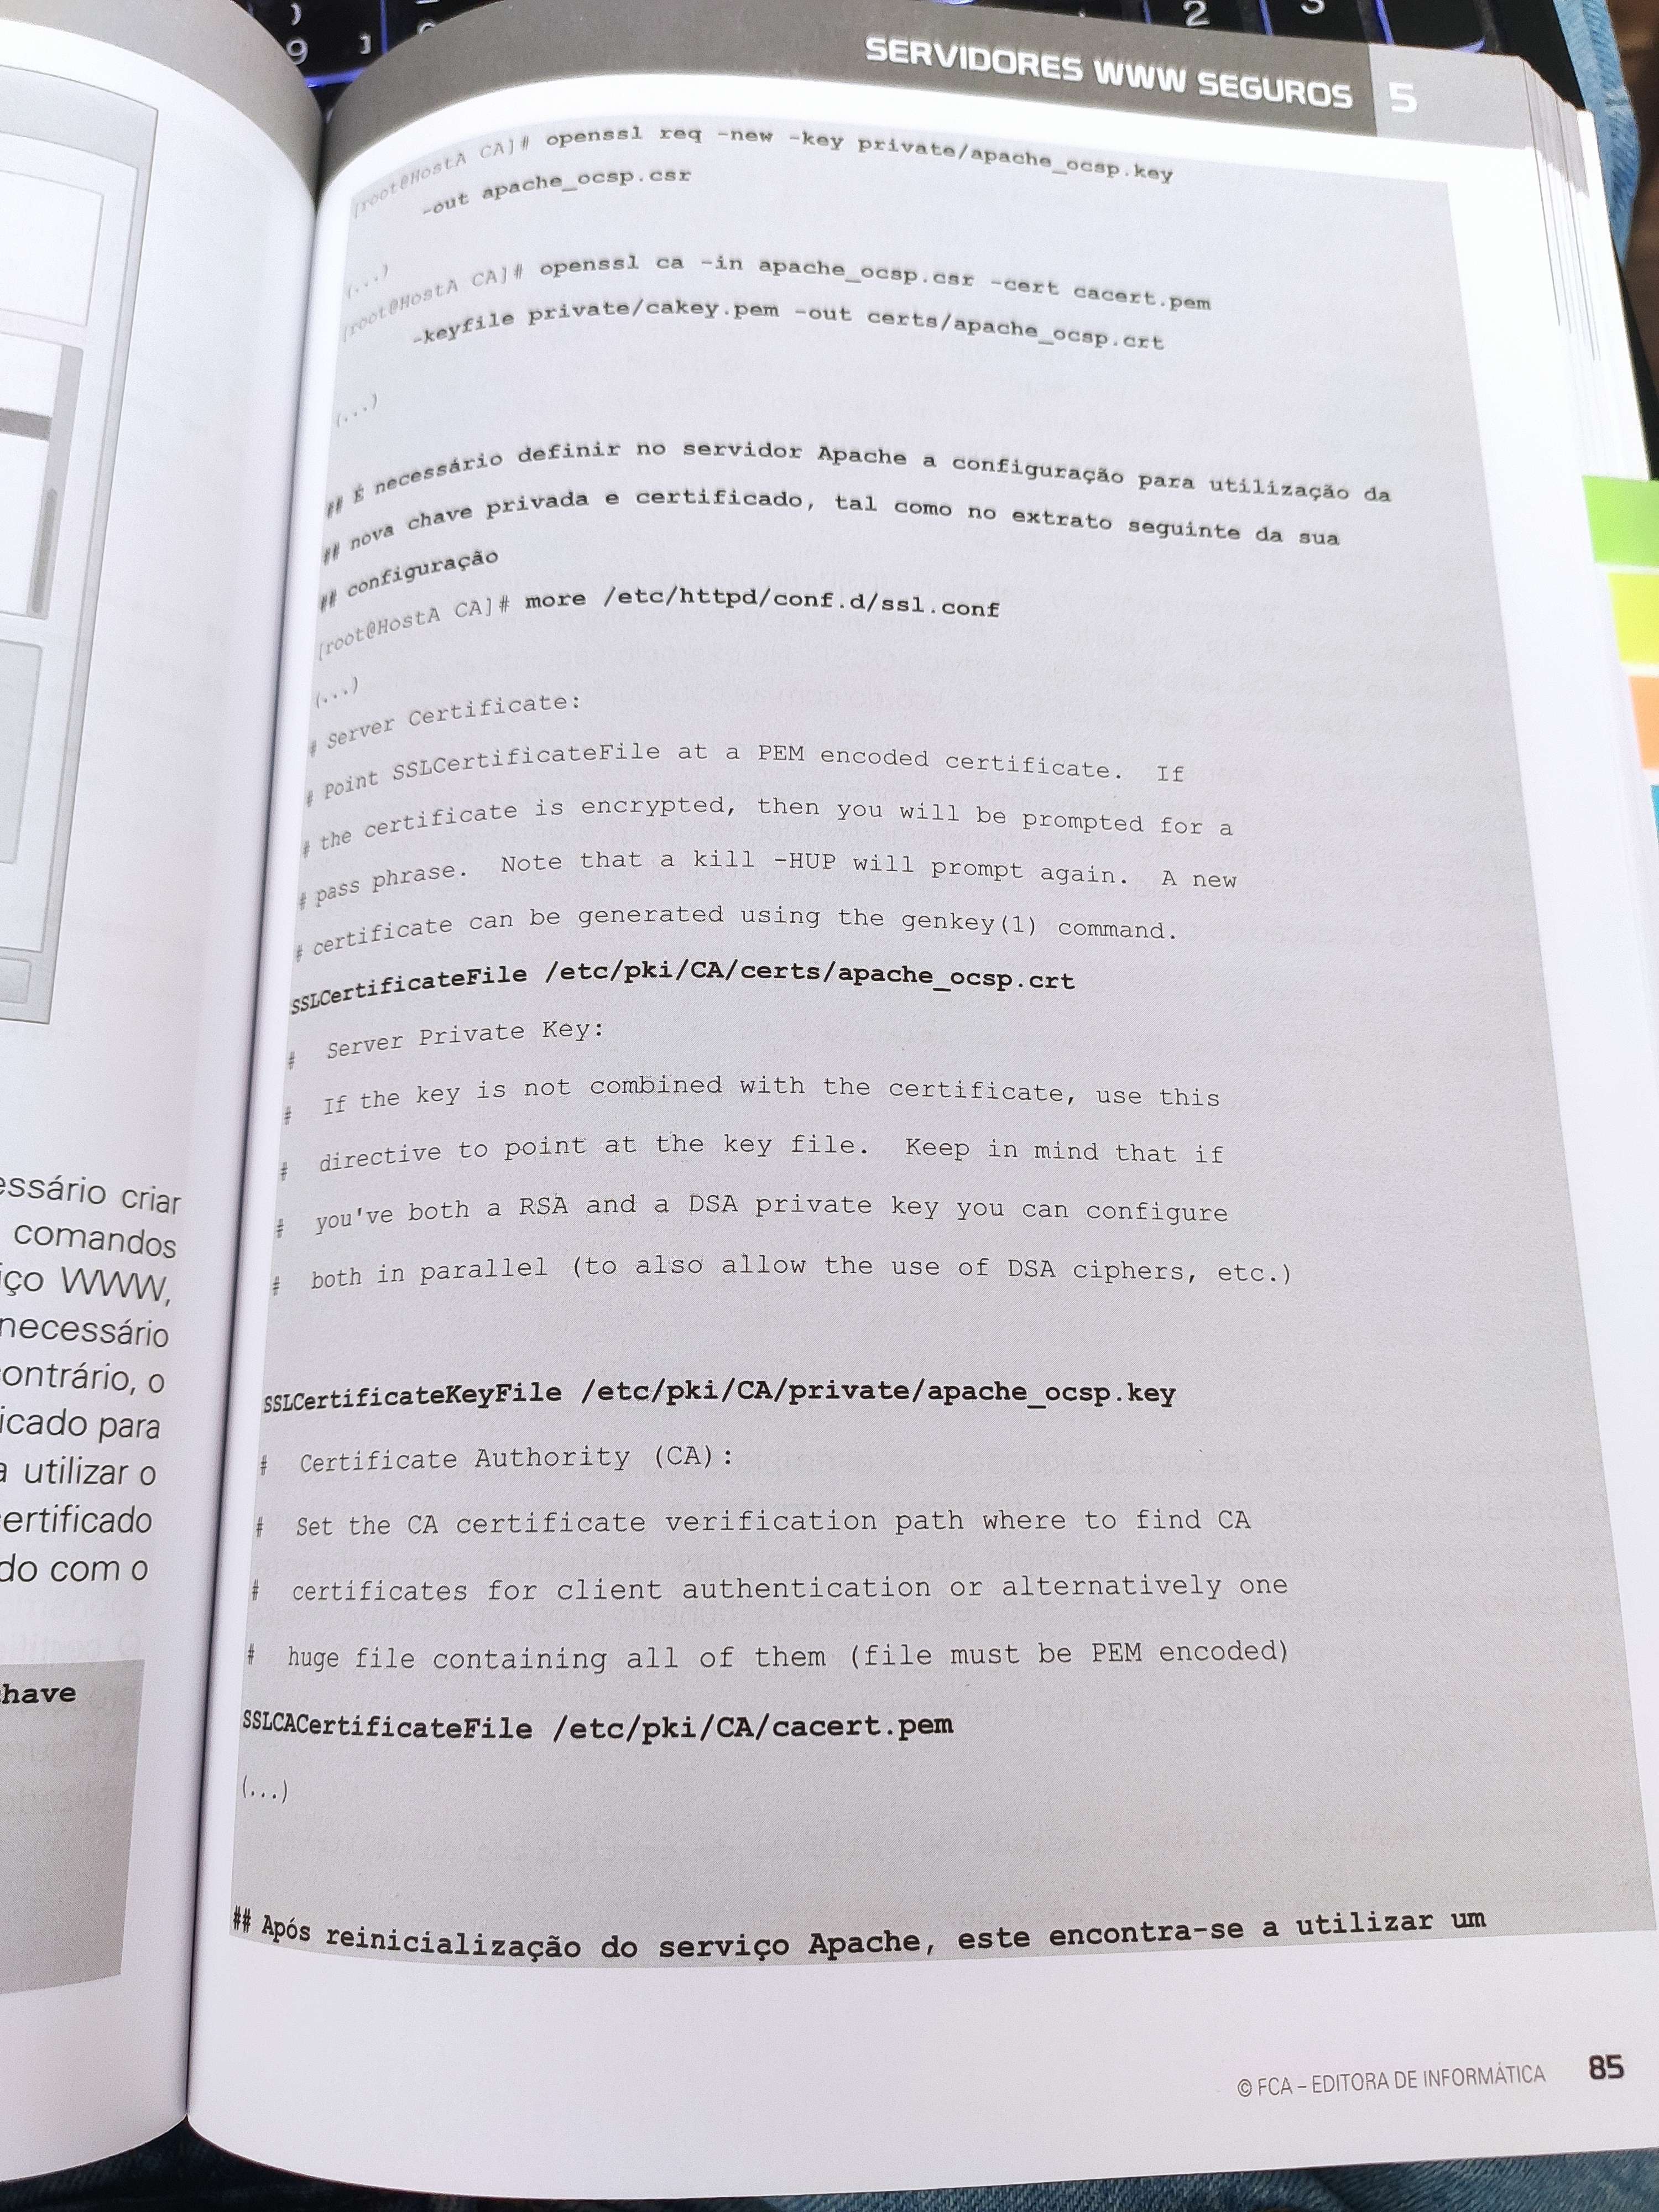 essário criar
comandos
iço WWW,
necessário
ontrário, o
icado para
a utilizar o
ertificado
do com o
have
SERVIDORES WWW SEGUROS 5
[root@HostA CA]# openssl req -new -key private/apache_ocsp.key
-out apache_ocsp.csr
(...)
[root@HostA CA]# openssl ca -in apache_ocsp.csr -cert cacert.pem
-keyfile private/cakey.pem -out certs/apache_ocsp.crt
(...)
## É necessário definir no servidor Apache a configuração para utilização da
## nova chave privada e certificado, tal como no extrato seguinte da sua
## configuração
[root@HostA CA]# more /etc/httpd/conf.d/ssl.conf
(...)
# Server Certificate:
# Point SSLCertificateFile at a PEM encoded certificate.  If
# the certificate is encrypted, then you will be prompted for a
# pass phrase.  Note that a kill -HUP will prompt again.  A new
# certificate can be generated using the genkey(1) command.
SSLCertificateFile /etc/pki/CA/certs/apache_ocsp.crt
#  Server Private Key:
#  If the key is not combined with the certificate, use this
#  directive to point at the key file.  Keep in mind that if
#  you've both a RSA and a DSA private key you can configure
#  both in parallel (to also allow the use of DSA ciphers, etc.)
SSLCertificateKeyFile /etc/pki/CA/private/apache_ocsp.key
#  Certificate Authority (CA):
#  Set the CA certificate verification path where to find CA
#  certificates for client authentication or alternatively one
#  huge file containing all of them (file must be PEM encoded)
SSLCACertificateFile /etc/pki/CA/cacert.pem
(...)
## Após reinicialização do serviço Apache, este encontra-se a utilizar um
© FCA – EDITORA DE INFORMÁTICA 85